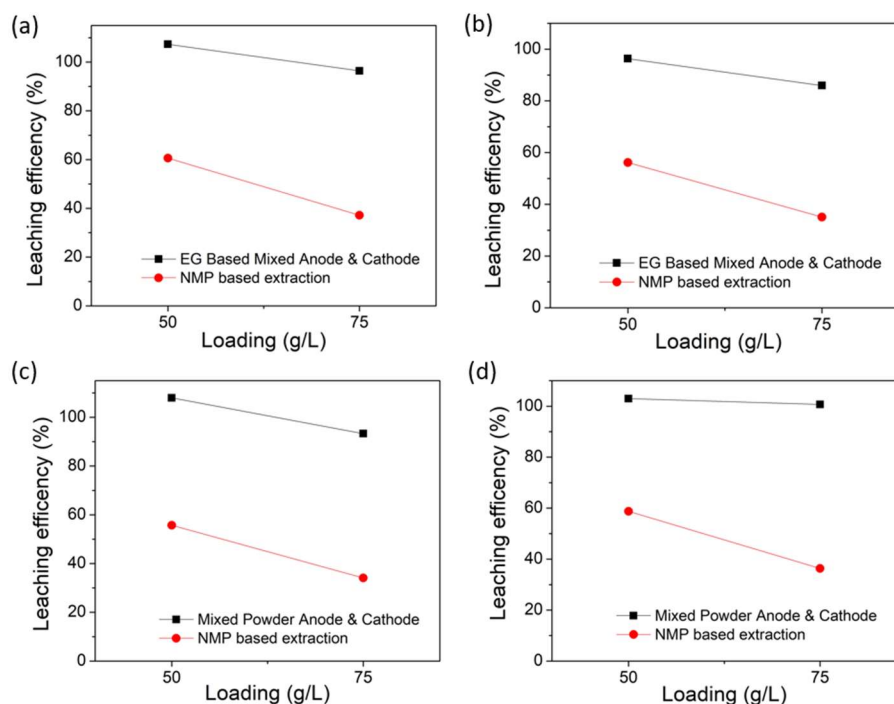 (a)
Leaching efficency (%)
100
80
60
40
20
0
EG Based Mixed Anode & Cathode
NMP based extraction
50
75
Loading (g/L)
(b)
Leaching efficency (%)
100
80
60
40
20
0
EG Based Mixed Anode & Cathode
NMP based extraction
50
75
Loading (g/L)
(c)
Leaching efficency (%)
100
80
60
40
20
0
Mixed Powder Anode & Cathode
NMP based extraction
50
75
Loading (g/L)
(d)
Leaching efficency (%)
100
80
60
40
20
0
Mixed Powder Anode & Cathode
NMP based extraction
50
75
Loading (g/L)